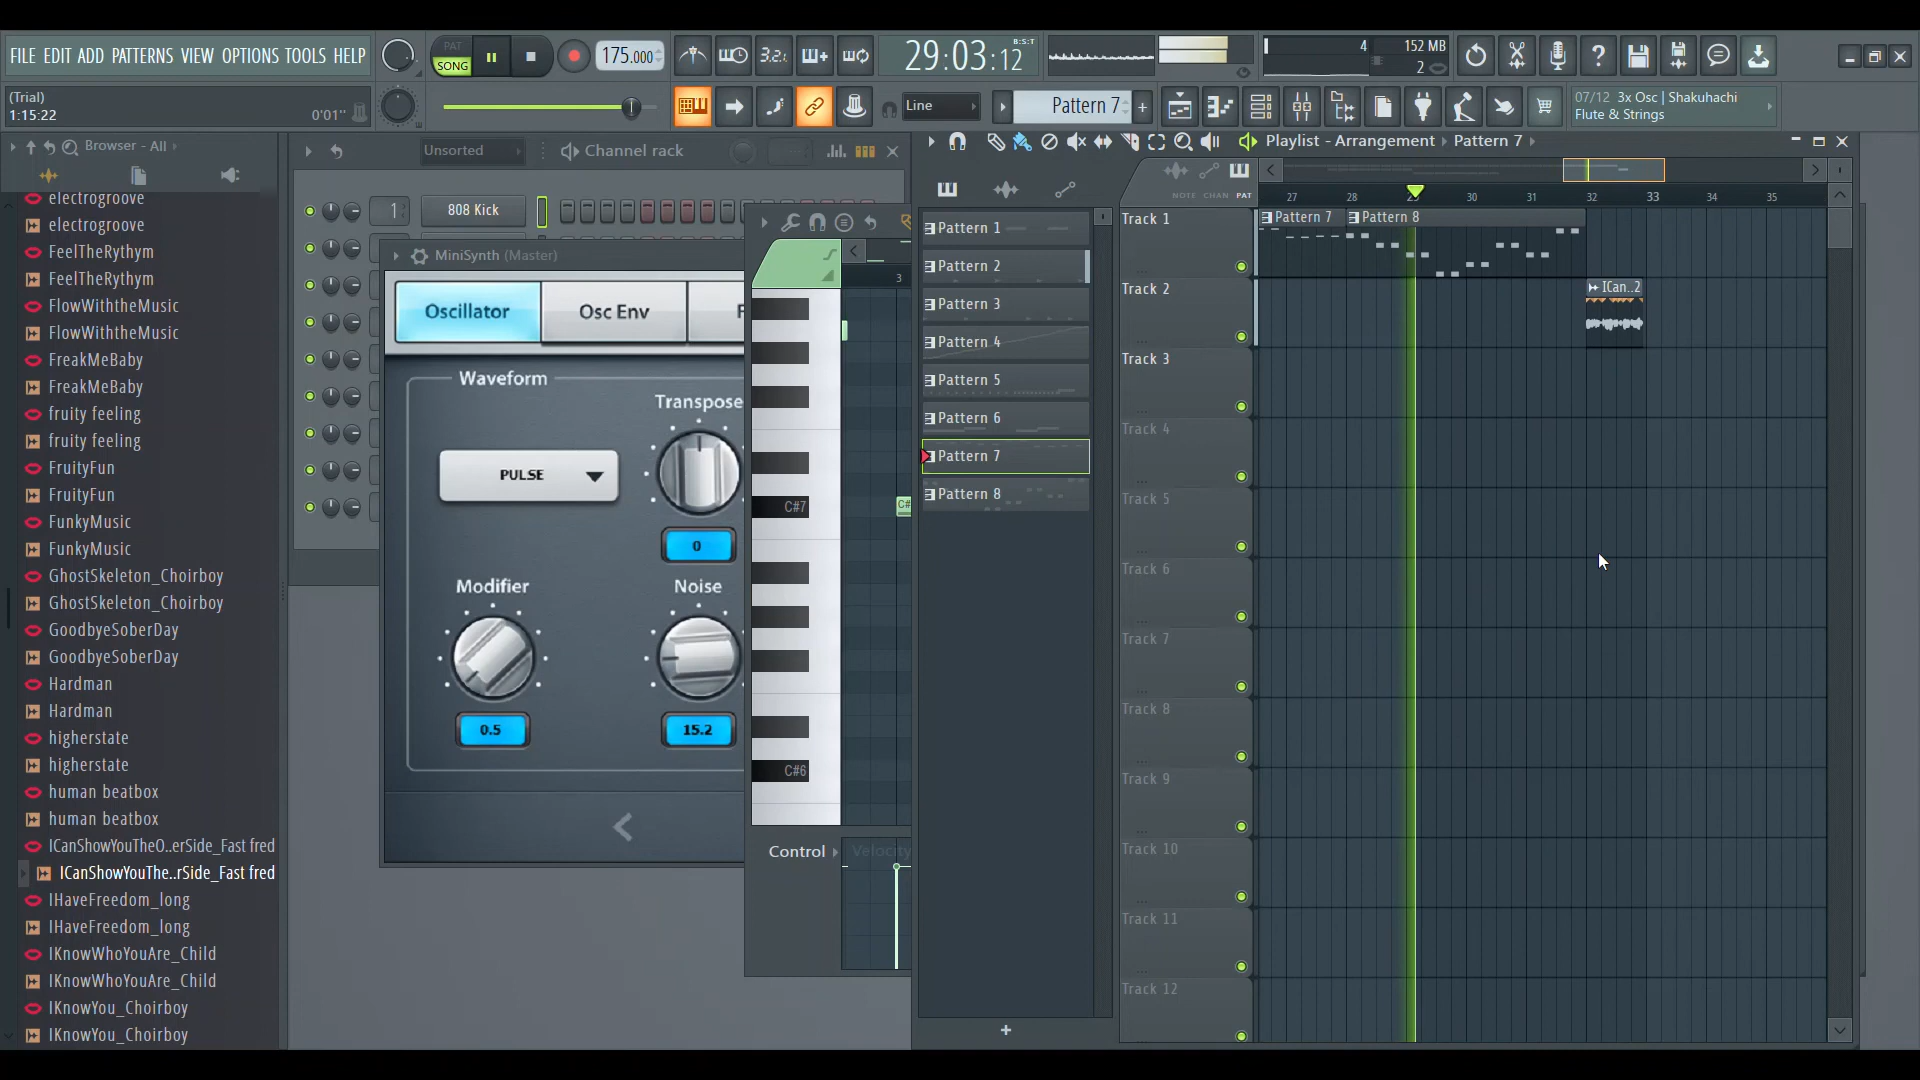 FILE EDIT ADD PATTERNS VIEW OPTIONS TOOLS HELP
PAT
SONG
175.000
3.2.
29:03:12
B:S:T
4
152 MB
2
(Trial)
1:15:22
0'01"
Line
Pattern 7
07/12 3x Osc | Shakuhachi
Flute & Strings
Browser - All
electrogroove
electrogroove
FeelTheRythym
FeelTheRythym
FlowWiththeMusic
FlowWiththeMusic
FreakMeBaby
FreakMeBaby
fruity feeling
fruity feeling
FruityFun
FruityFun
FunkyMusic
FunkyMusic
GhostSkeleton_Choirboy
GhostSkeleton_Choirboy
GoodbyeSoberDay
GoodbyeSoberDay
Hardman
Hardman
higherstate
higherstate
human beatbox
human beatbox
ICanShowYouTheO..erSide_Fast fred
ICanShowYouThe..rSide_Fast fred
IHaveFreedom_long
IHaveFreedom_long
IKnowWhoYouAre_Child
IKnowWhoYouAre_Child
IKnowYou_Choirboy
IKnowYou_Choirboy
Unsorted
Channel rack
1
808 Kick
MiniSynth (Master)
Oscillator
Osc Env
Waveform
Transpose
PULSE
0
Modifier
Noise
0.5
15.2
3
C#7
C#
C#6
Control
Velocity
Playlist - Arrangement
Pattern 7
NOTE CHAN PAT
27 28 29 30 31 32 33 34 35
Pattern 1
Pattern 2
Pattern 3
Pattern 4
Pattern 5
Pattern 6
Pattern 7
Pattern 8
Track 1
Pattern 7
Pattern 8
Track 2
ICan..2
Track 3
Track 4
Track 5
Track 6
Track 7
Track 8
Track 9
Track 10
Track 11
Track 12